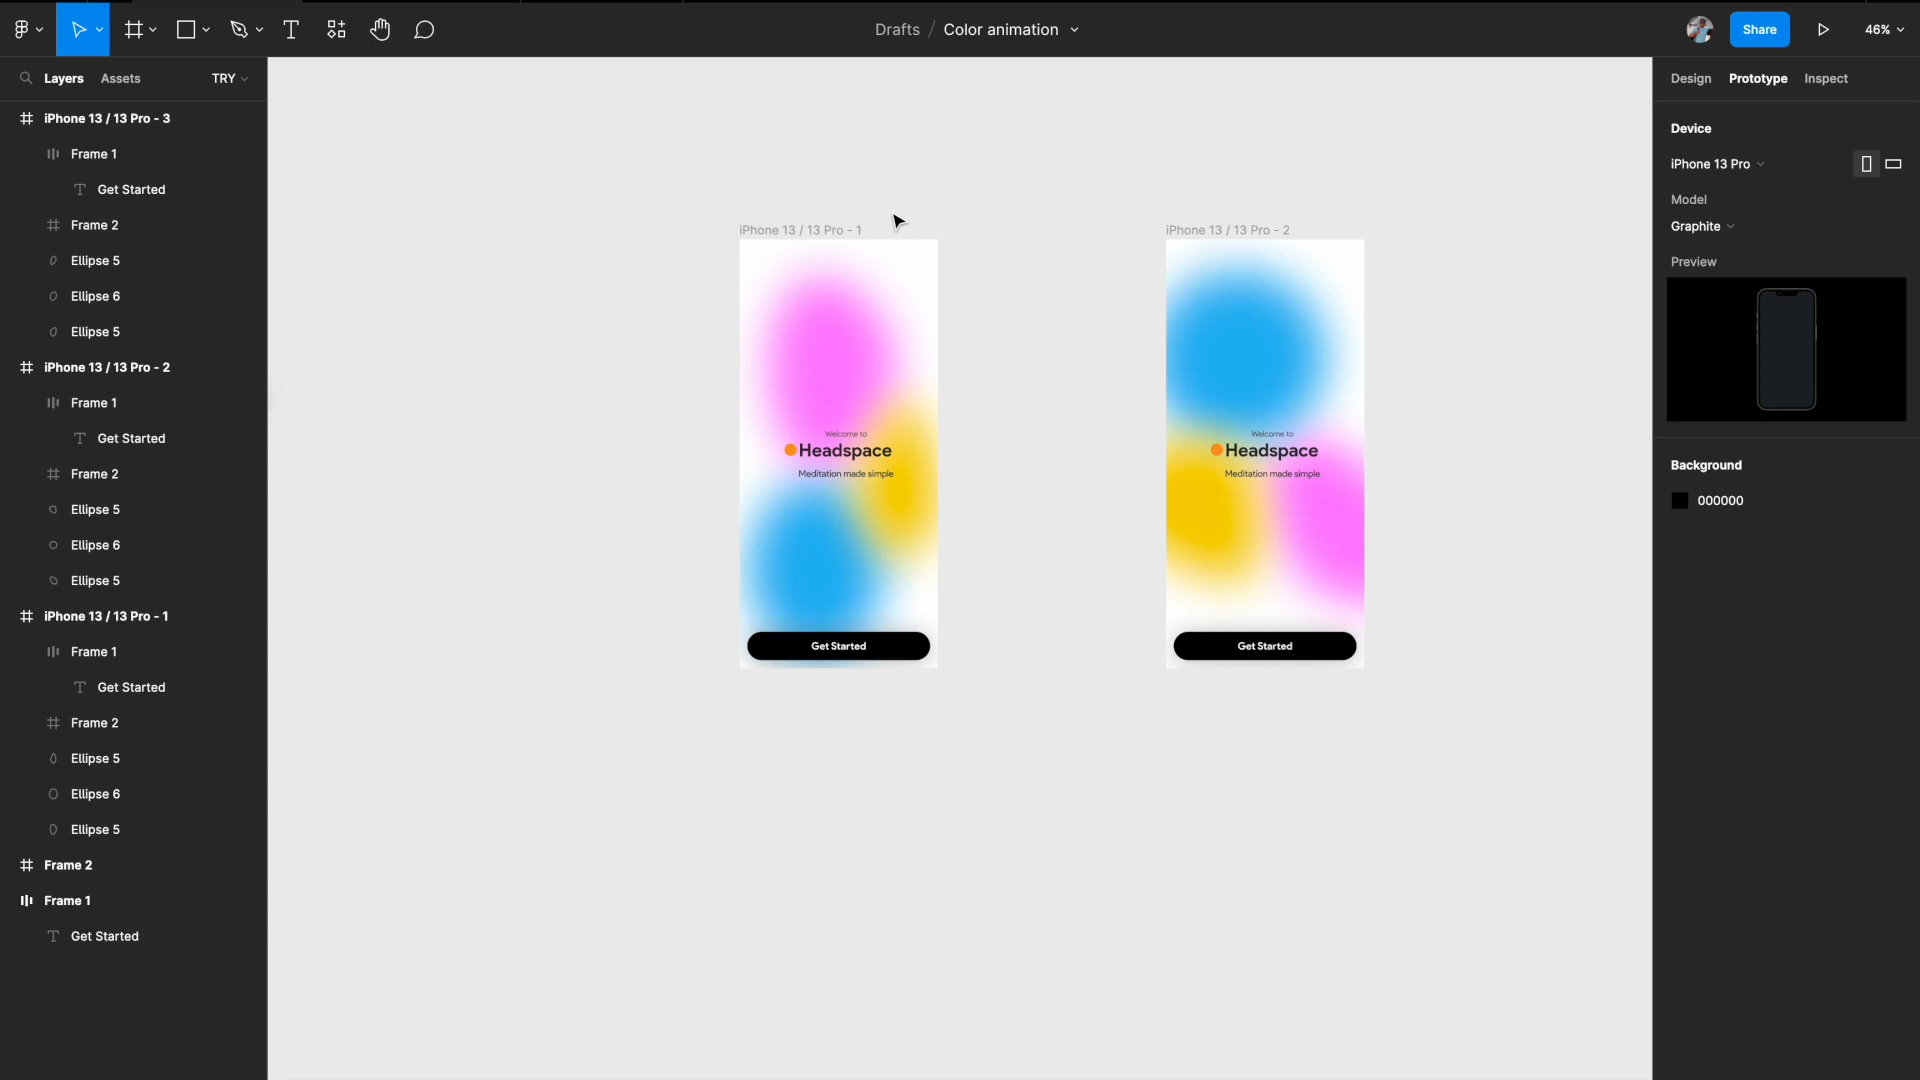 Drafts / Color animation
Share
46%
Layers
Assets
TRY
iPhone 13 / 13 Pro - 3
Frame 1
Get Started
Frame 2
Ellipse 5
Ellipse 6
Ellipse 5
iPhone 13 / 13 Pro - 2
Frame 1
Get Started
Frame 2
Ellipse 5
Ellipse 6
Ellipse 5
iPhone 13 / 13 Pro - 1
Frame 1
Get Started
Frame 2
Ellipse 5
Ellipse 6
Ellipse 5
Frame 2
Frame 1
Get Started
iPhone 13 / 13 Pro - 1
Welcome to
Headspace
Meditation made simple
Get Started
iPhone 13 / 13 Pro - 2
Welcome to
Headspace
Meditation made simple
Get Started
Design
Prototype
Inspect
Device
iPhone 13 Pro
Model
Graphite
Preview
Background
000000